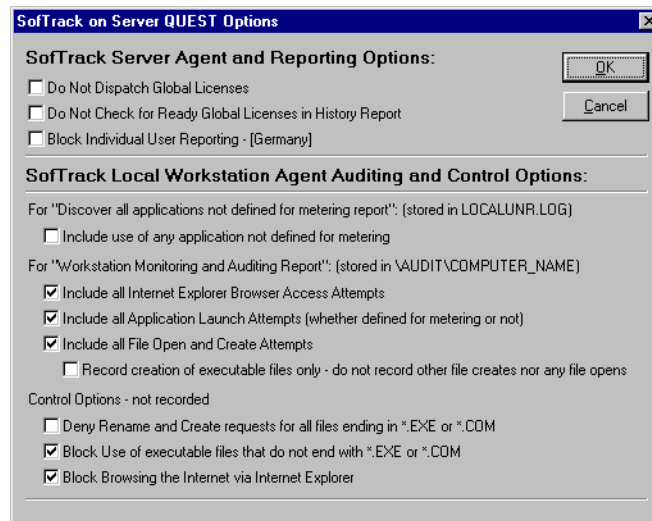 SofTrack on Server QUEST Options
SofTrack Server Agent and Reporting Options:
OK
Do Not Dispatch Global Licenses
Do Not Check for Ready Global Licenses in History Report
Cancel
Block Individual User Reporting - [Germany]
SofTrack Local Workstation Agent Auditing and Control Options:
For "Discover all applications not defined for metering report": (stored in LOCALUNR.LOG)
Include use of any application not defined for metering
For "Workstation Monitoring and Auditing Report": (stored in \AUDIT\COMPUTER_NAME)
Include all Internet Explorer Browser Access Attempts
Include all Application Launch Attempts (whether defined for metering or not)
Include all File Open and Create Attempts
Record creation of executable files only - do not record other file creates nor any file opens
Control Options - not recorded
Deny Rename and Create requests for all files ending in *.EXE or *.COM
Block Use of executable files that do not end with *.EXE or *.COM
Block Browsing the Internet via Internet Explorer